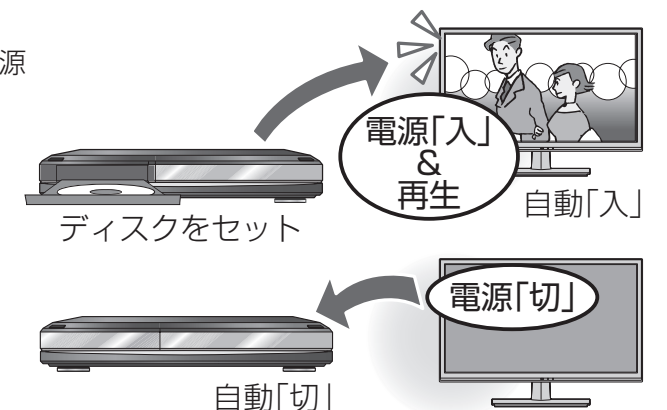 源
電源「入」
&
再生
自動「入」
ディスクをセット
電源「切」
自動「切」